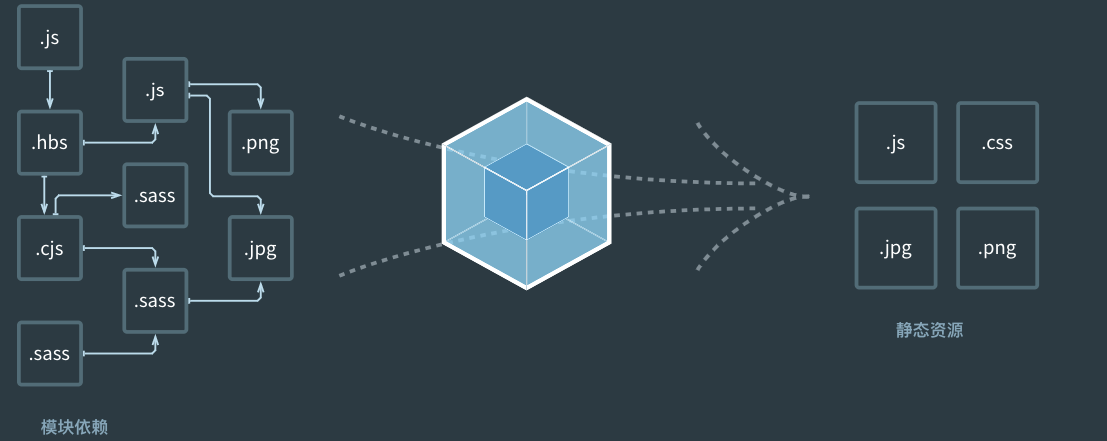 .js
.js
.hbs
.png
.sass
.cjs
.jpg
.sass
.sass
模块依赖
.js
.css
.jpg
.png
静态资源